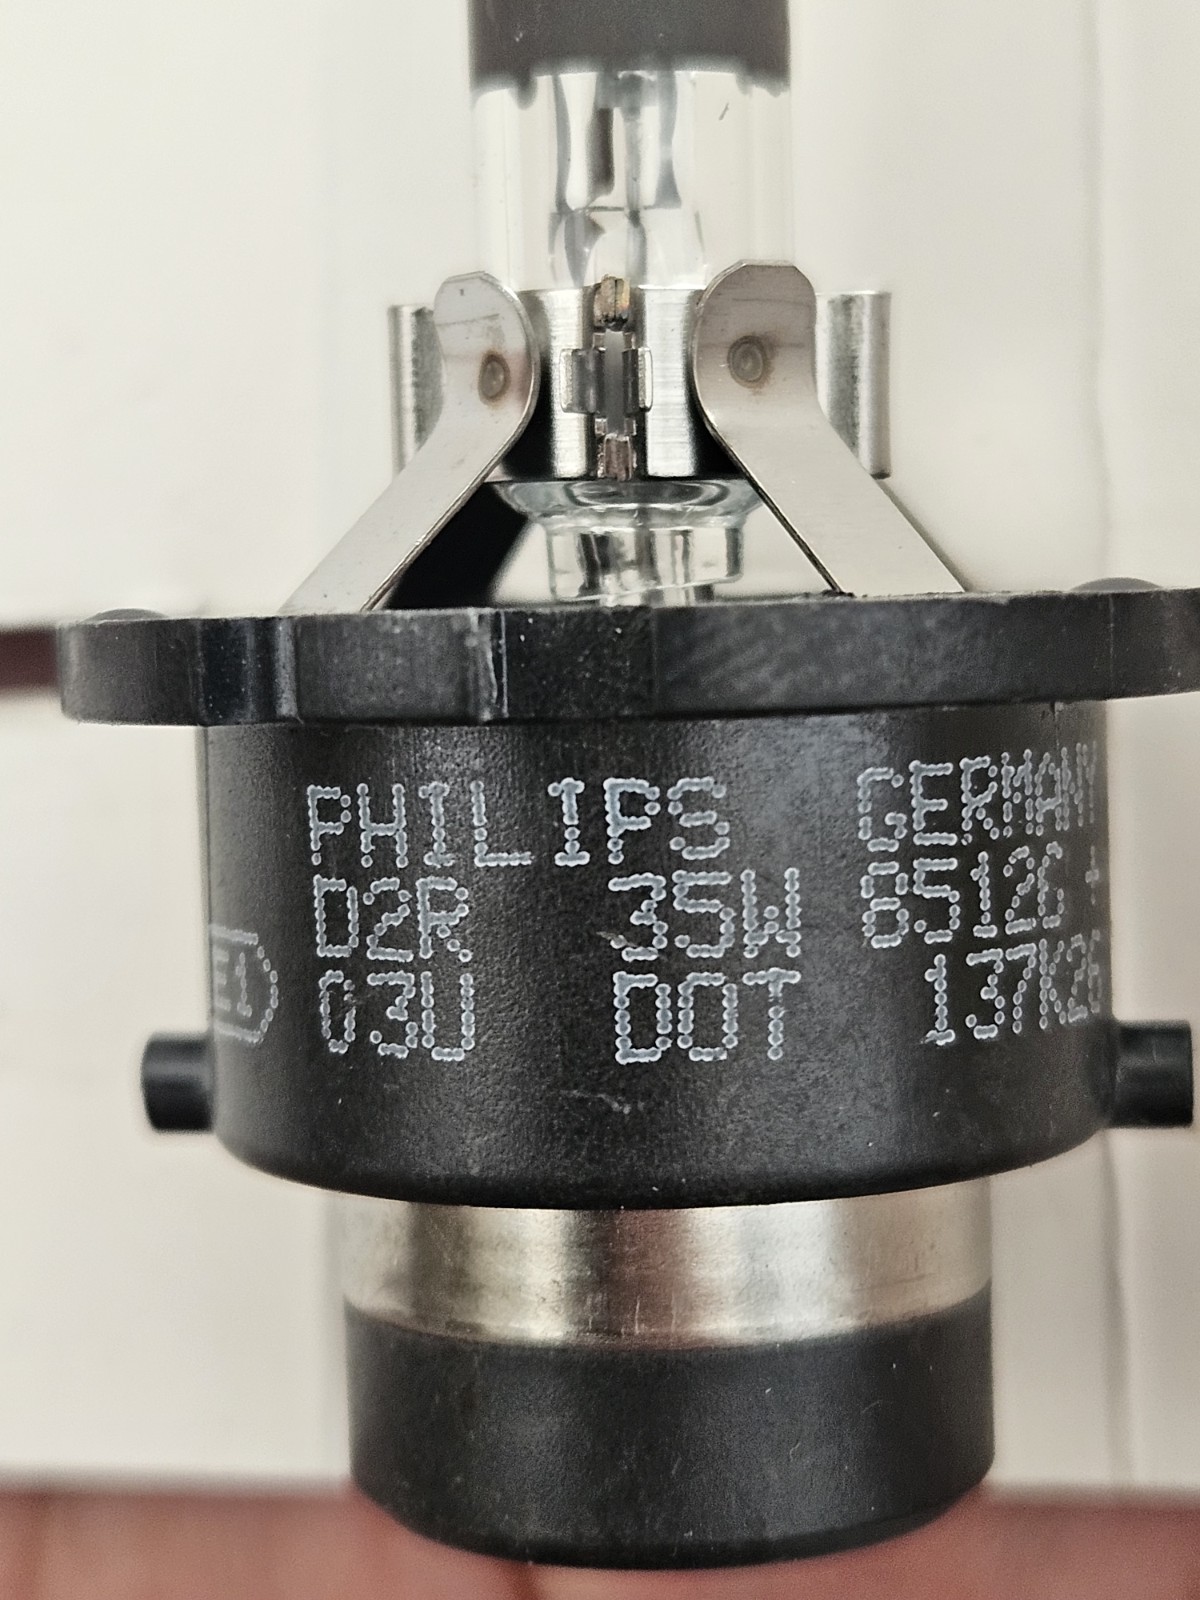 PHILIPS GERMANY
D2R 35W 85126 +
E1 03U DOT 137K26